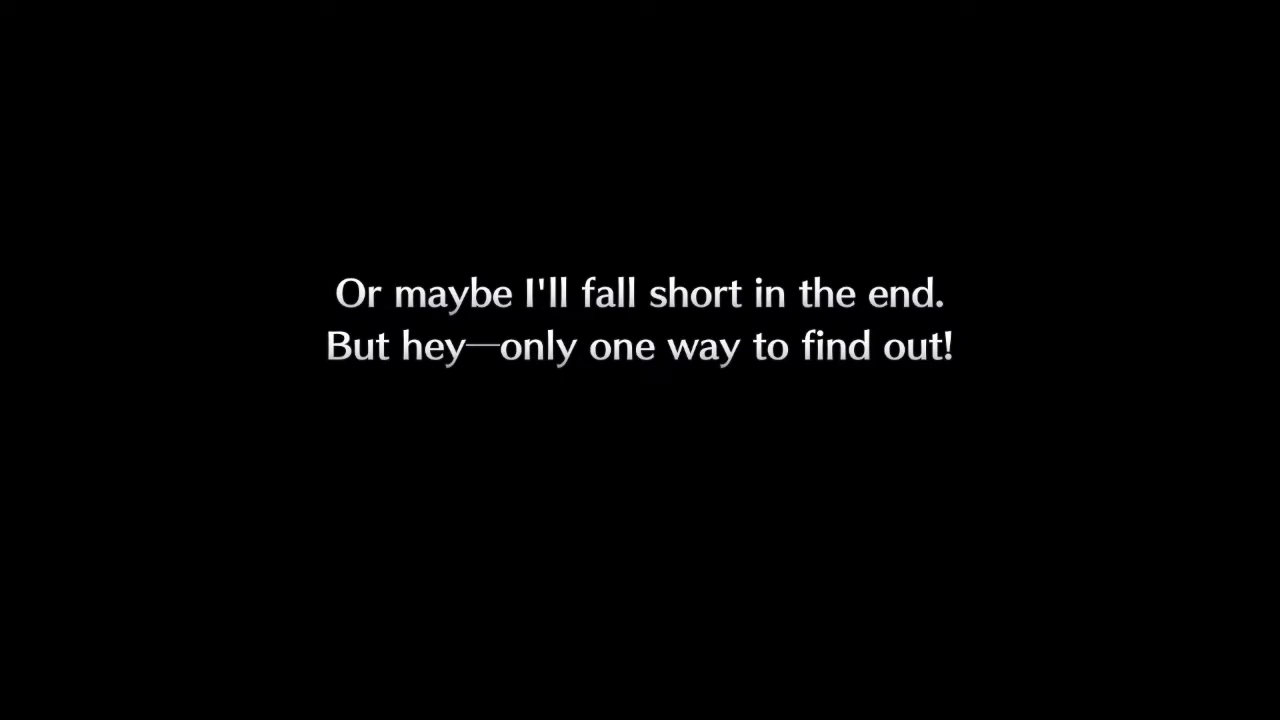 Or maybe I'll fall short in the end.
But hey—only one way to find out!